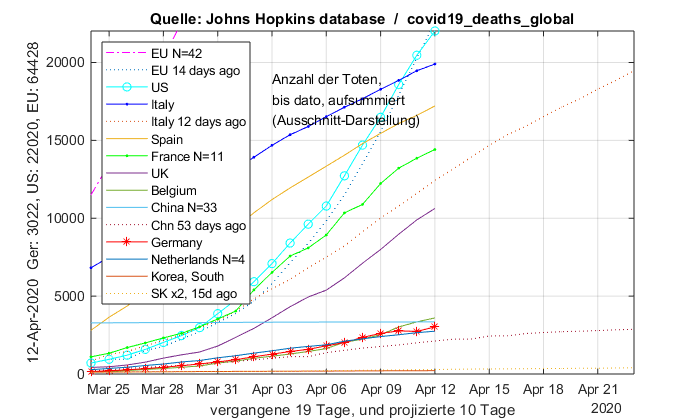 Quelle: Johns Hopkins database / covid19_deaths_global
12-Apr-2020 Ger: 3022, US: 22020, EU: 64428
20000
15000
10000
5000
0
EU N=42
EU 14 days ago
US
Italy
Italy 12 days ago
Spain
France N=11
UK
Belgium
China N=33
Chn 53 days ago
Germany
Netherlands N=4
Korea, South
SK x2, 15d ago
Anzahl der Toten,
bis dato, aufsummiert
(Ausschnitt-Darstellung)
Mar 25 Mar 28 Mar 31 Apr 03 Apr 06 Apr 09 Apr 12 Apr 15 Apr 18 Apr 21
2020
vergangene 19 Tage, und projizierte 10 Tage